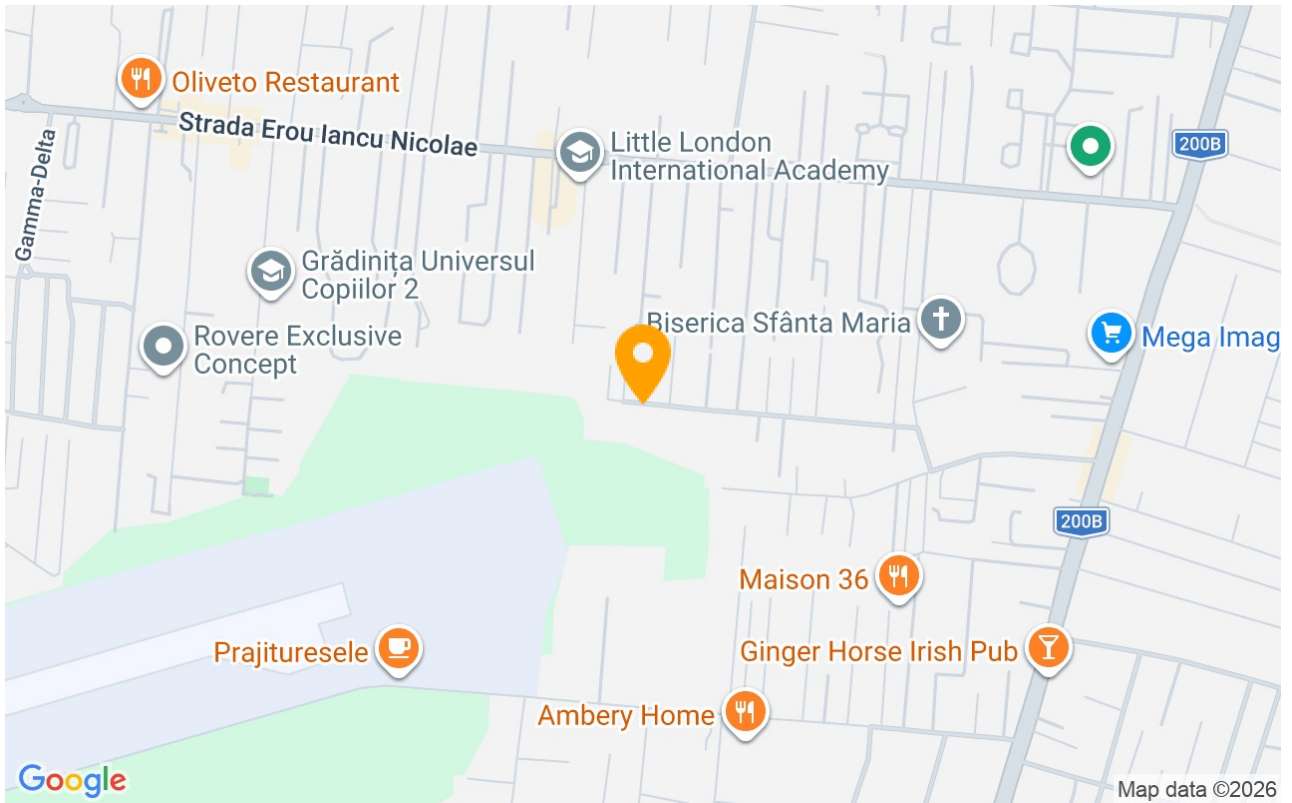 Oliveto Restaurant
Strada Erou Iancu Nicolae
Little London
International Academy
200B
Gamma-Delta
Grădinița Universul
Copiilor 2
Biserica Sfânta Maria
Rovere Exclusive
Concept
Mega Imag
200B
Maison 36
Prajituresele
Ginger Horse Irish Pub
Ambery Home
Google
Map data ©2026